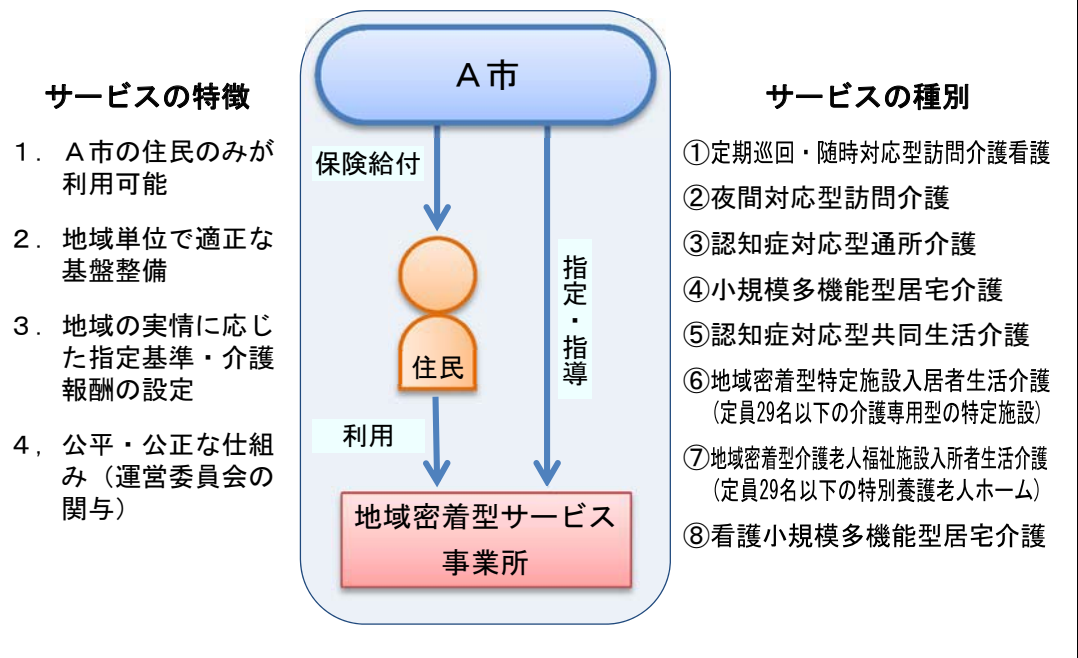 サービスの特徴
1．A市の住民のみが
利用可能
2．地域単位で適正な
基盤整備
3．地域の実情に応じ
た指定基準・介護
報酬の設定
4，公平・公正な仕組
み（運営委員会の
関与）
A市
保険給付
指定・指導
住民
利用
地域密着型サービス
事業所
サービスの種別
①定期巡回・随時対応型訪問介護看護
②夜間対応型訪問介護
③認知症対応型通所介護
④小規模多機能型居宅介護
⑤認知症対応型共同生活介護
⑥地域密着型特定施設入居者生活介護
(定員29名以下の介護専用型の特定施設)
⑦地域密着型介護老人福祉施設入所者生活介護
(定員29名以下の特別養護老人ホーム)
⑧看護小規模多機能型居宅介護